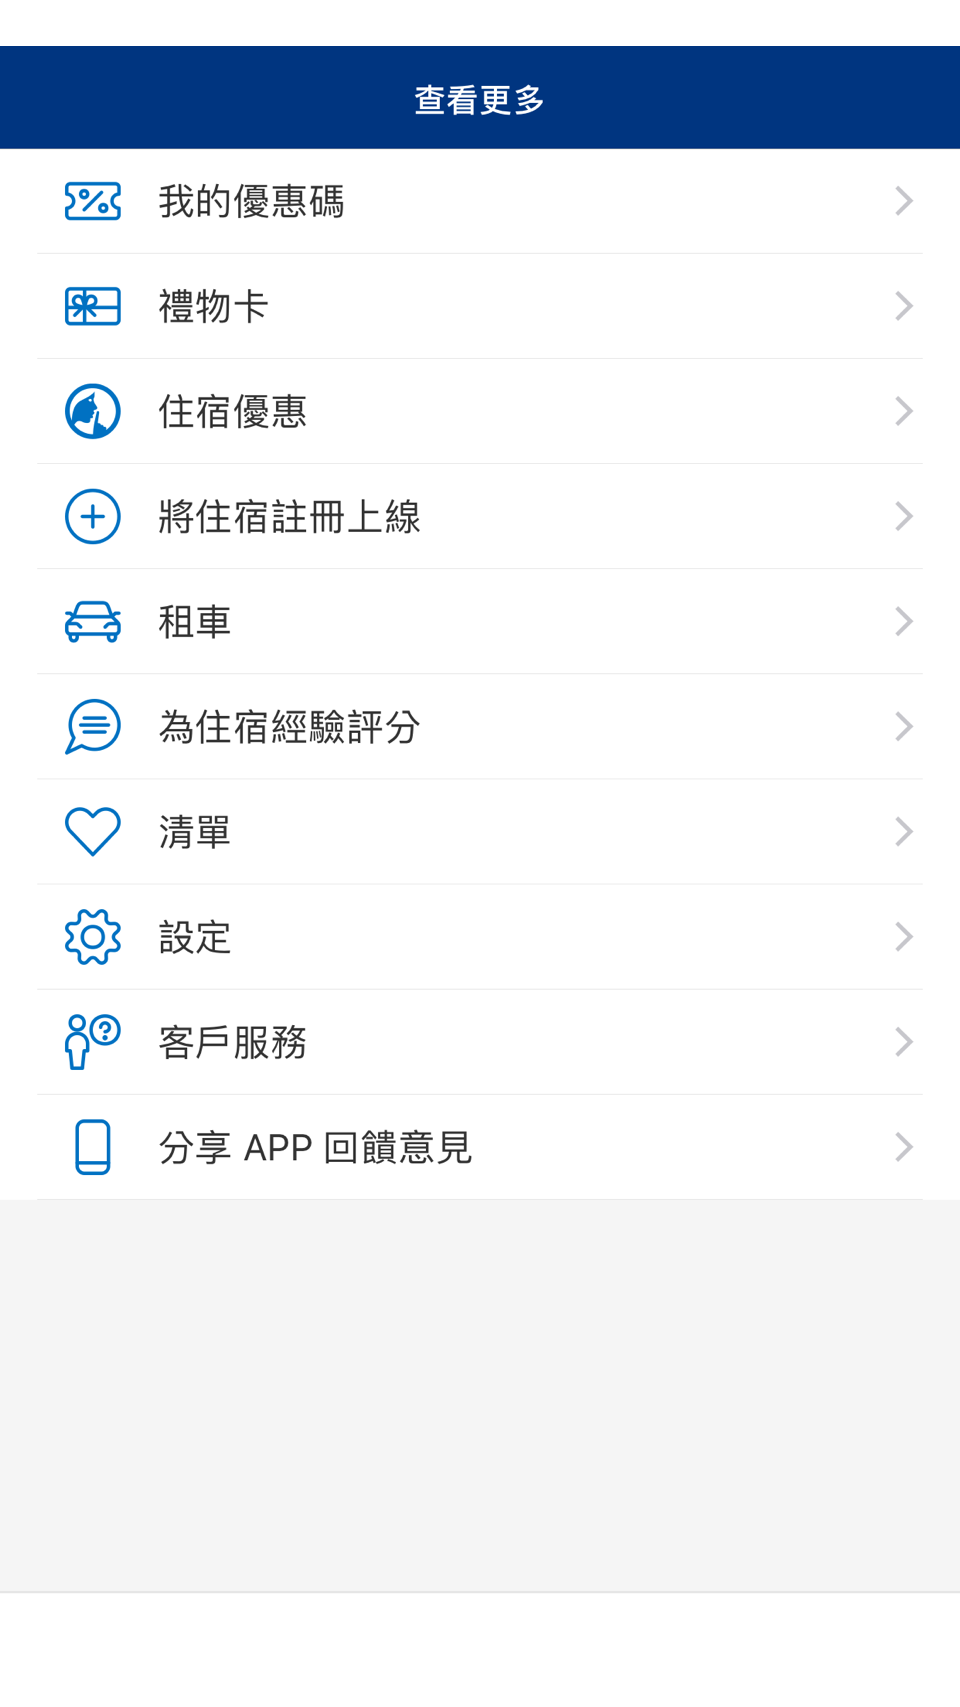 查看更多
我的優惠碼
禮物卡
住宿優惠
將住宿註冊上線
租車
為住宿經驗評分
清單
設定
客戶服務
分享 APP 回饋意見